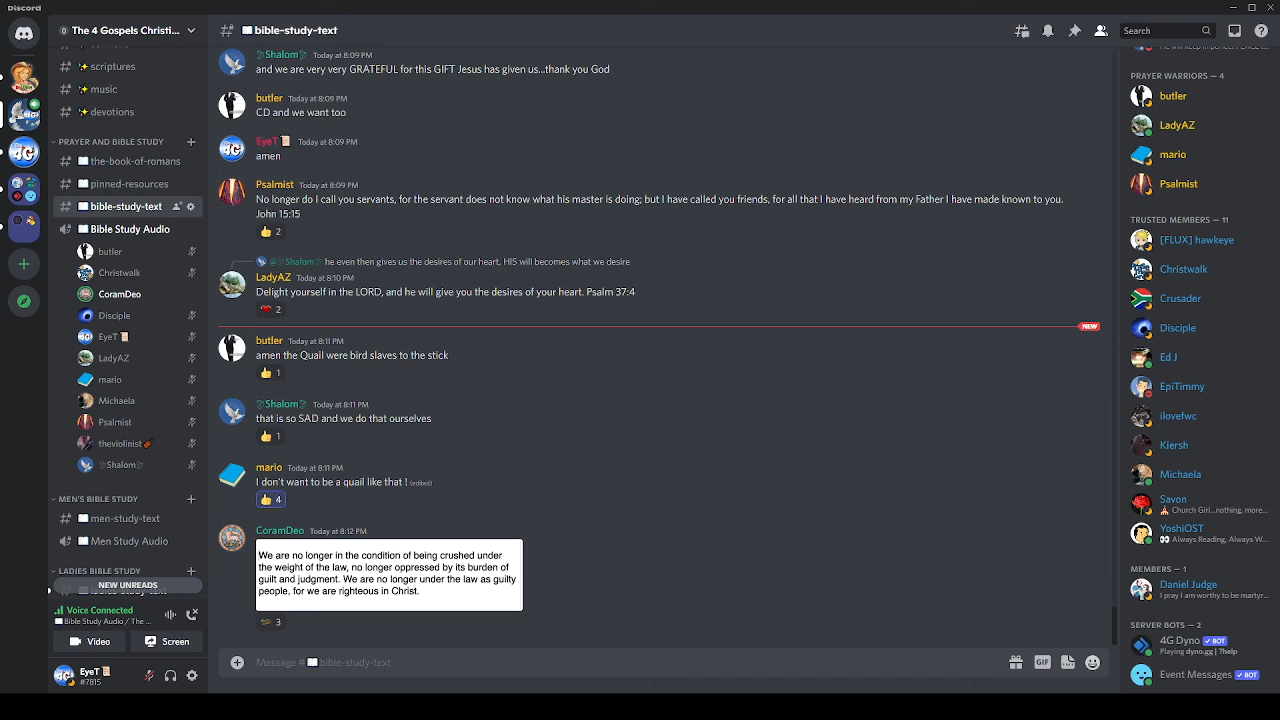 Discord
The 4 Gospels Christi...
scriptures
music
devotions
PRAYER AND BIBLE STUDY
the-book-of-romans
pinned-resources
bible-study-text
Bible Study Audio
butler
Christwalk
CoramDeo
Disciple
EyeT
LadyAZ
mario
Michaela
Psalmist
theviolinist
Shalom
MEN'S BIBLE STUDY
men-study-text
Men Study Audio
LADIES BIBLE STUDY
NEW UNREADS
Voice Connected
Bible Study Audio / The ...
Video
Screen
EyeT
#7815
bible-study-text
Search
Shalom Today at 8:09 PM
and we are very very GRATEFUL for this GIFT Jesus has given us...thank you God
butler Today at 8:09 PM
CD and we want too
EyeT Today at 8:09 PM
amen
Psalmist Today at 8:09 PM
No longer do I call you servants, for the servant does not know what his master is doing; but I have called you friends, for all that I have heard from my Father I have made known to you.
John 15:15
2
@Shalom he even then gives us the desires of our heart, HIS will becomes what we desire
LadyAZ Today at 8:10 PM
Delight yourself in the LORD, and he will give you the desires of your heart. Psalm 37:4
2
NEW
butler Today at 8:11 PM
amen the Quail were bird slaves to the stick
1
Shalom Today at 8:11 PM
that is so SAD and we do that ourselves
1
mario Today at 8:11 PM
I don't want to be a quail like that ! (edited)
4
CoramDeo Today at 8:12 PM
We are no longer in the condition of being crushed under
the weight of the law, no longer oppressed by its burden of
guilt and judgment. We are no longer under the law as guilty
people, for we are righteous in Christ.
3
Message #bible-study-text
GIF
PRAYER WARRIORS — 4
butler
LadyAZ
mario
Psalmist
TRUSTED MEMBERS — 11
[FLUX] hawkeye
Christwalk
Crusader
Disciple
Ed J
EpiTimmy
ilovefwc
Kiersh
Michaela
Savon
Church Girl...nothing, more...
YoshiOST
Always Reading, Always W...
MEMBERS — 1
Daniel Judge
I pray I am worthy to be martyr...
SERVER BOTS — 2
4G Dyno BOT
Playing dyno.gg | ?help
Event Messages BOT